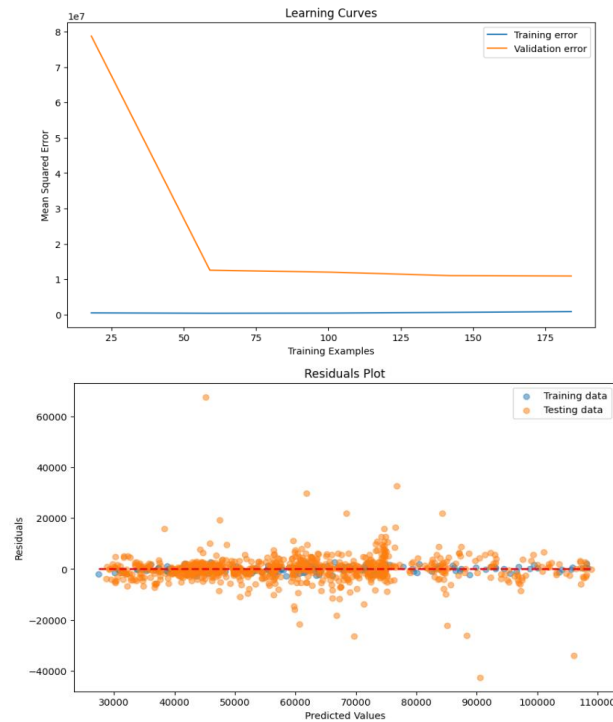 Learning Curves
1e7
Training error
Validation error
8
7
6
5
4
3
2
1
0
Mean Squared Error
25
50
75
100
125
150
175
Training Examples
Residuals Plot
Training data
Testing data
60000
40000
20000
0
−20000
−40000
Residuals
30000
40000
50000
60000
70000
80000
90000
100000
110000
Predicted Values